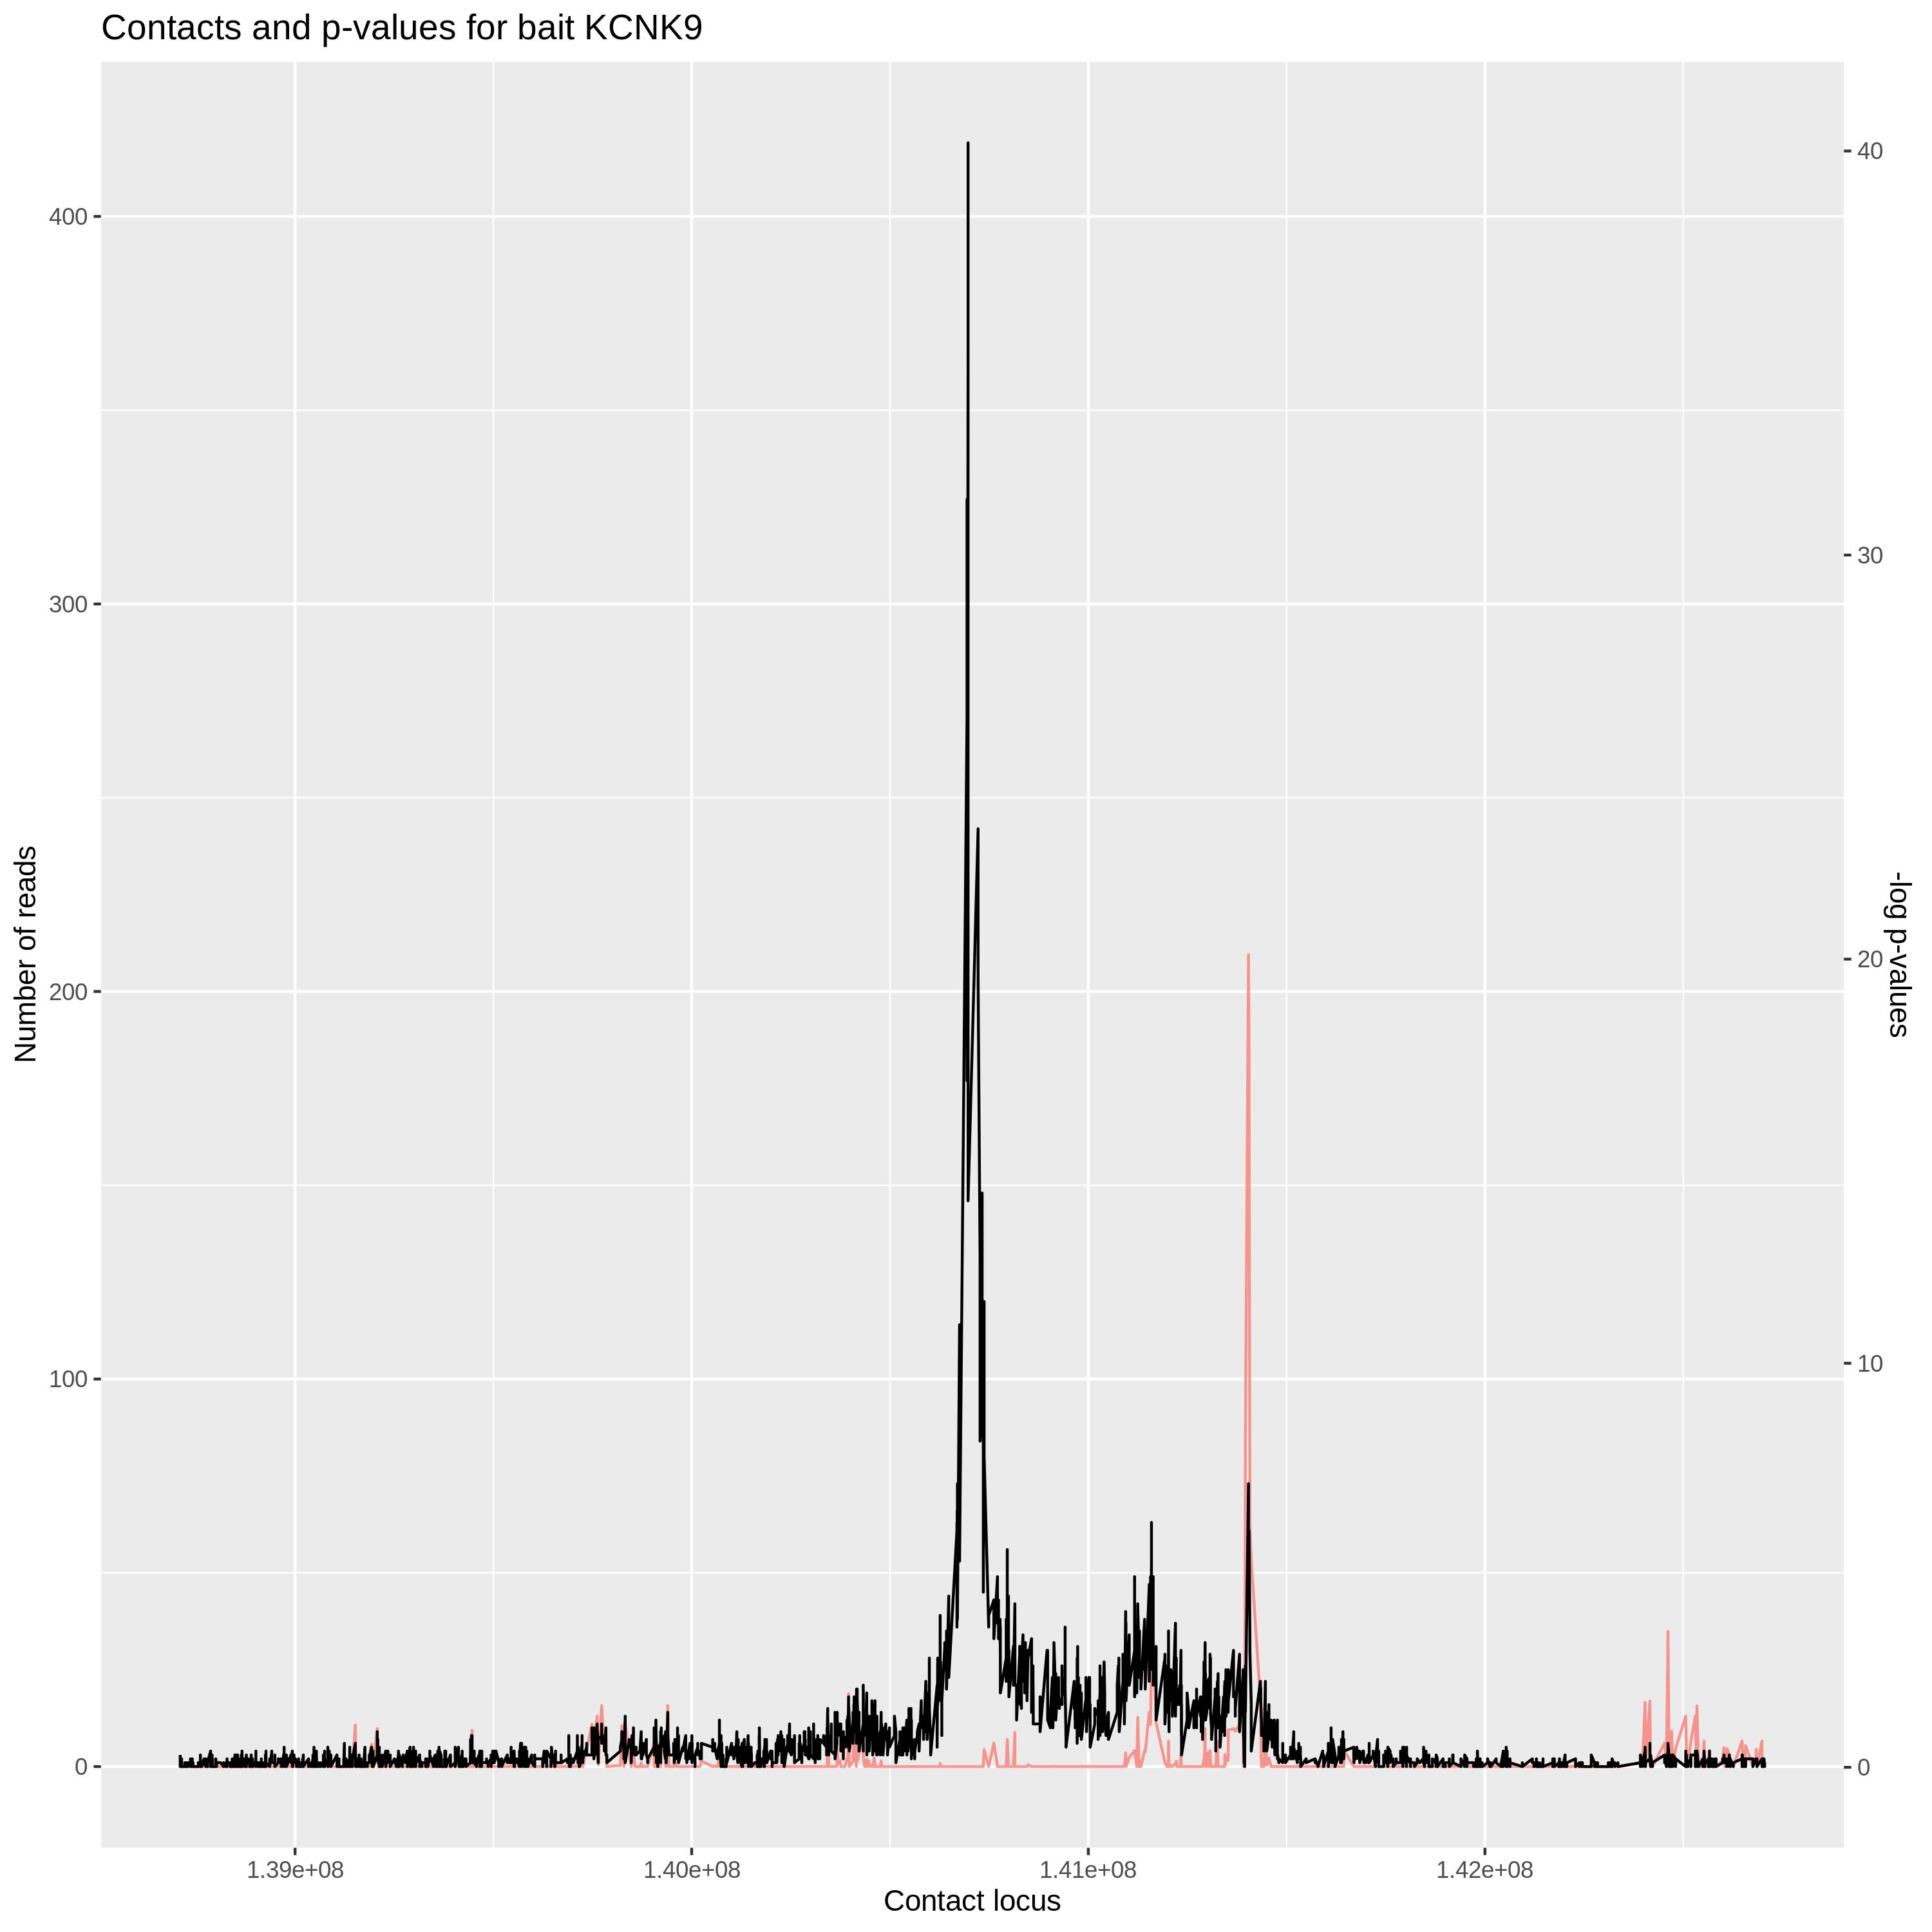 Contacts and p-values for bait KCNK9
400
300
200
100
0
40
30
20
10
0
Number of reads
-log p-values
1.39e+08
1.40e+08
1.41e+08
1.42e+08
Contact locus